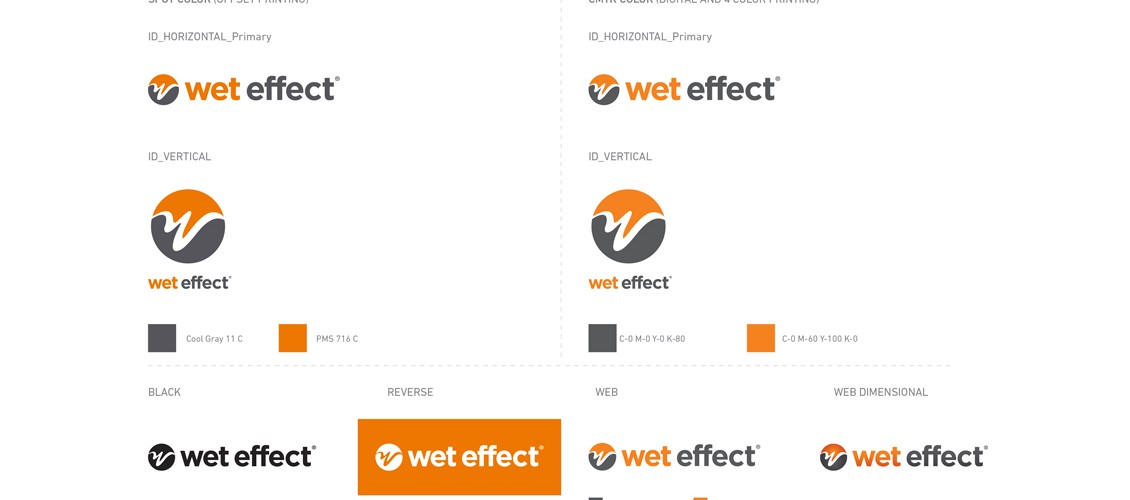 SPOT COLOR (OFFSET PRINTING)
CMYK COLOR (DIGITAL AND 4 COLOR PRINTING)
ID_HORIZONTAL_Primary
ID_HORIZONTAL_Primary
wet effect®
wet effect®
ID_VERTICAL
ID_VERTICAL
wet effect®
wet effect®
Cool Gray 11 C
PMS 716 C
C-0 M-0 Y-0 K-80
C-0 M-60 Y-100 K-0
BLACK
REVERSE
WEB
WEB DIMENSIONAL
wet effect®
wet effect®
wet effect®
wet effect®